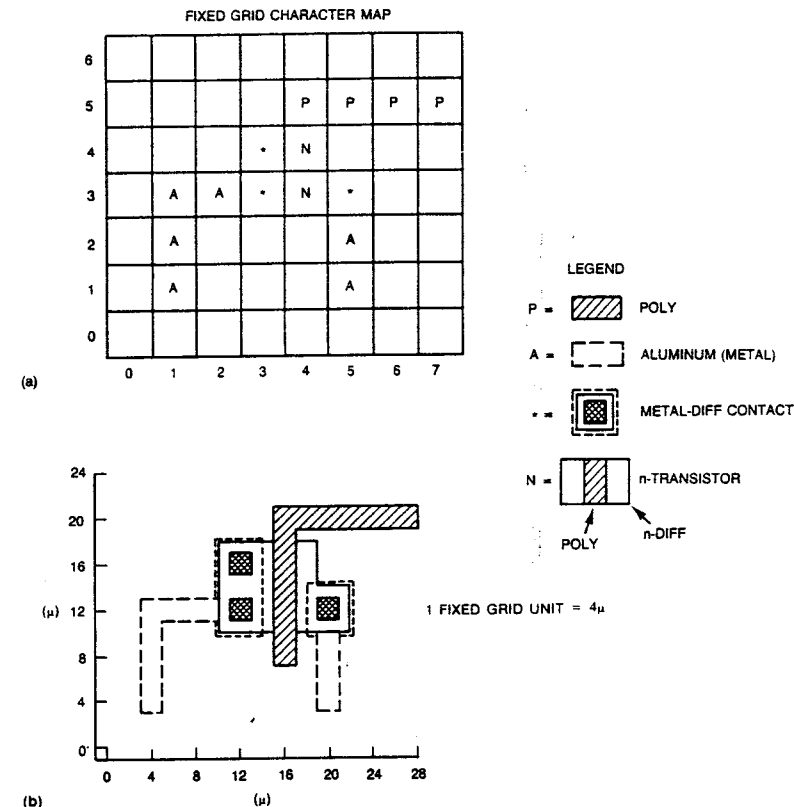 FIXED GRID CHARACTER MAP
6
5 P P P P
4 * N
3 A A * N *
2 A A
1 A A
0
0 1 2 3 4 5 6 7
(a)
LEGEND
P = POLY
A = ALUMINUM (METAL)
* = METAL-DIFF CONTACT
N = n-TRANSISTOR
POLY
n-DIFF
1 FIXED GRID UNIT = 4μ
24
20
16
(μ) 12
8
4
0
0 4 8 12 16 20 24 28
(b) (μ)